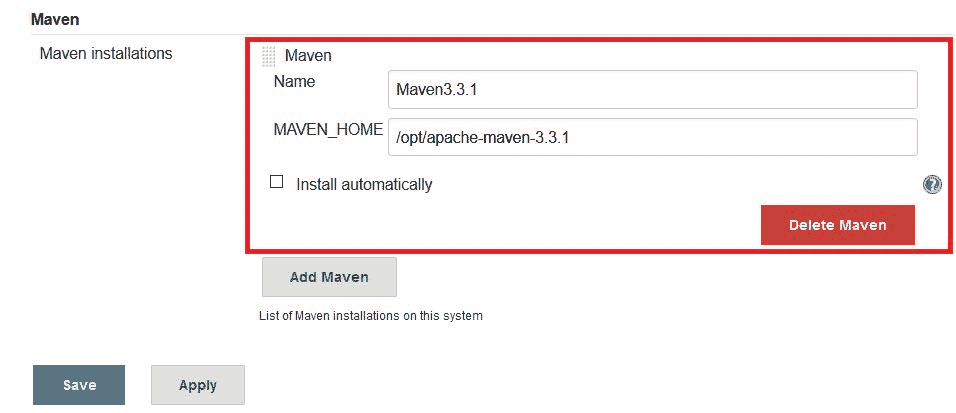 Maven
Maven installations
Maven
Name
Maven3.3.1
MAVEN_HOME
/opt/apache-maven-3.3.1
Install automatically
?
Delete Maven
Add Maven
List of Maven installations on this system
Save
Apply